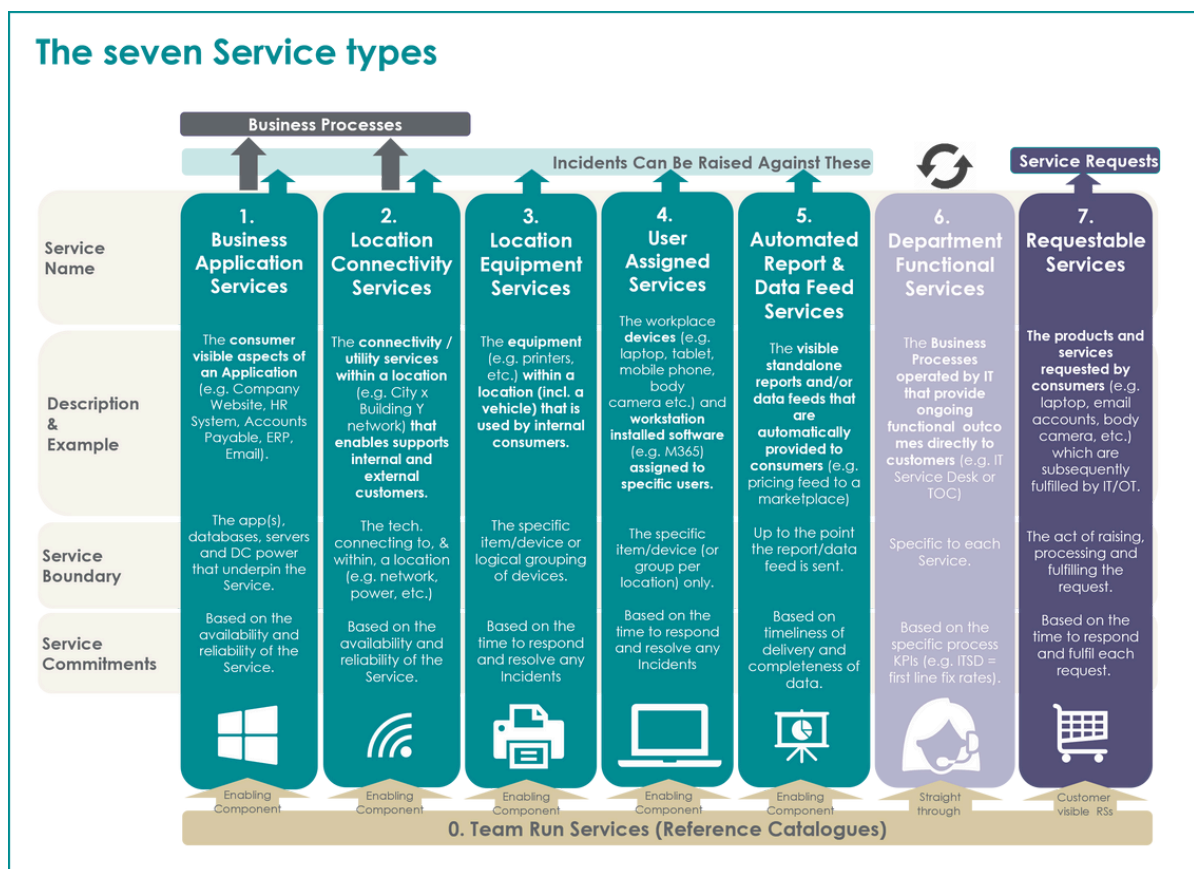 The seven Service types
Business Processes
Incidents Can Be Raised Against These
Service Requests
Service
Name
1.
Business
Application
Services
2.
Location
Connectivity
Services
3.
Location
Equipment
Services
4.
User
Assigned
Services
5.
Automated
Report &
Data Feed
Services
6.
Department
Functional
Services
7.
Requestable
Services
Description
&
Example
The consumer
visible aspects of
an Application
(e.g. Company
Website, HR
System, Accounts
Payable, ERP,
Email).
The connectivity /
utility services
within a location
(e.g. City x
Building Y
network) that
enables supports
internal and
external
customers.
The equipment
(e.g. printers,
etc.) within a
location (incl. a
vehicle) that is
used by internal
consumers.
The workplace
devices (e.g.
laptop, tablet,
mobile phone,
body
camera etc.) and
workstation
installed software
(e.g. M365)
assigned to
specific users.
The visible
standalone
reports and/or
data feeds that
are
automatically
provided to
consumers (e.g.
pricing feed to a
marketplace)
The Business
Processes
operated by IT
that provide
ongoing
functional outco
mes directly to
customers (e.g. IT
Service Desk or
TOC)
The products and
services
requested by
consumers (e.g.
laptop, email
accounts, body
camera, etc.)
which are
subsequently
fulfilled by IT/OT.
Service
Boundary
The app(s),
databases, servers
and DC power
that underpin the
Service.
The tech.
connecting to, &
within, a location
(e.g. network,
power, etc.)
The specific
item/device or
logical grouping
of devices.
The specific
item/device (or
group per
location) only.
Up to the point
the report/data
feed is sent.
Specific to each
Service.
The act of raising,
processing and
fulfilling the
request.
Service
Commitments
Based on the
availability and
reliability of the
Service.
Based on the
availability and
reliability of the
Service.
Based on the
time to respond
and resolve any
Incidents
Based on the
time to respond
and resolve any
Incidents
Based on
timeliness of
delivery and
completeness of
data.
Based on the
specific process
KPIs (e.g. ITSD =
first line fix rates).
Based on the
time to respond
and fulfil each
request.
Enabling
Component
Enabling
Component
Enabling
Component
Enabling
Component
Enabling
Component
Straight
through
Customer
visible RSs
0. Team Run Services (Reference Catalogues)